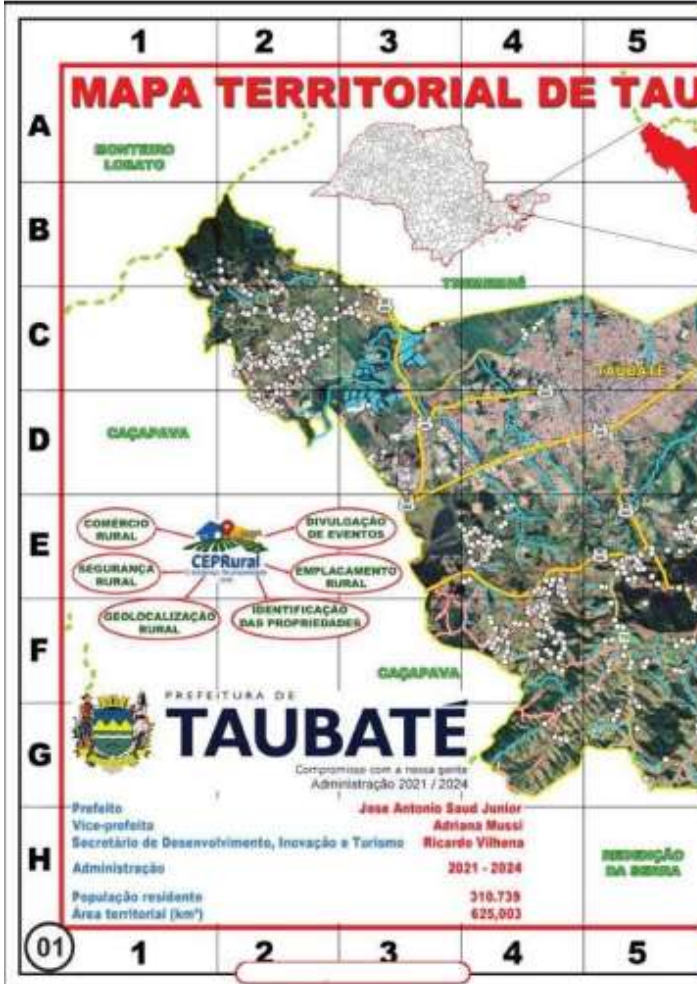 1 2 3 4 5
MAPA TERRITORIAL DE TAU
A
MONTEIRO
LOBATO
B
TREMEMBÉ
C
TAUBATÉ
D
CAÇAPAVA
E
COMÉRCIO
RURAL
DIVULGAÇÃO
DE EVENTOS
CEPRural
SEGURANÇA
RURAL
EMPLACAMENTO
RURAL
GEOLOCALIZAÇÃO
RURAL
IDENTIFICAÇÃO
DAS PROPRIEDADES
F
CAÇAPAVA
PREFEITURA DE
TAUBATÉ
G
Compromisso com a nossa gente
Administração 2021 / 2024
Prefeito Jose Antonio Saud Junior
Vice-prefeito Adriana Mussi
Secretário de Desenvolvimento, Inovação e Turismo Ricardo Vilhena
H
REDENÇÃO
DA SERRA
Administração 2021 - 2024
População residente 310.739
Área territorial (km²) 625,003
01
1 2 3 4 5